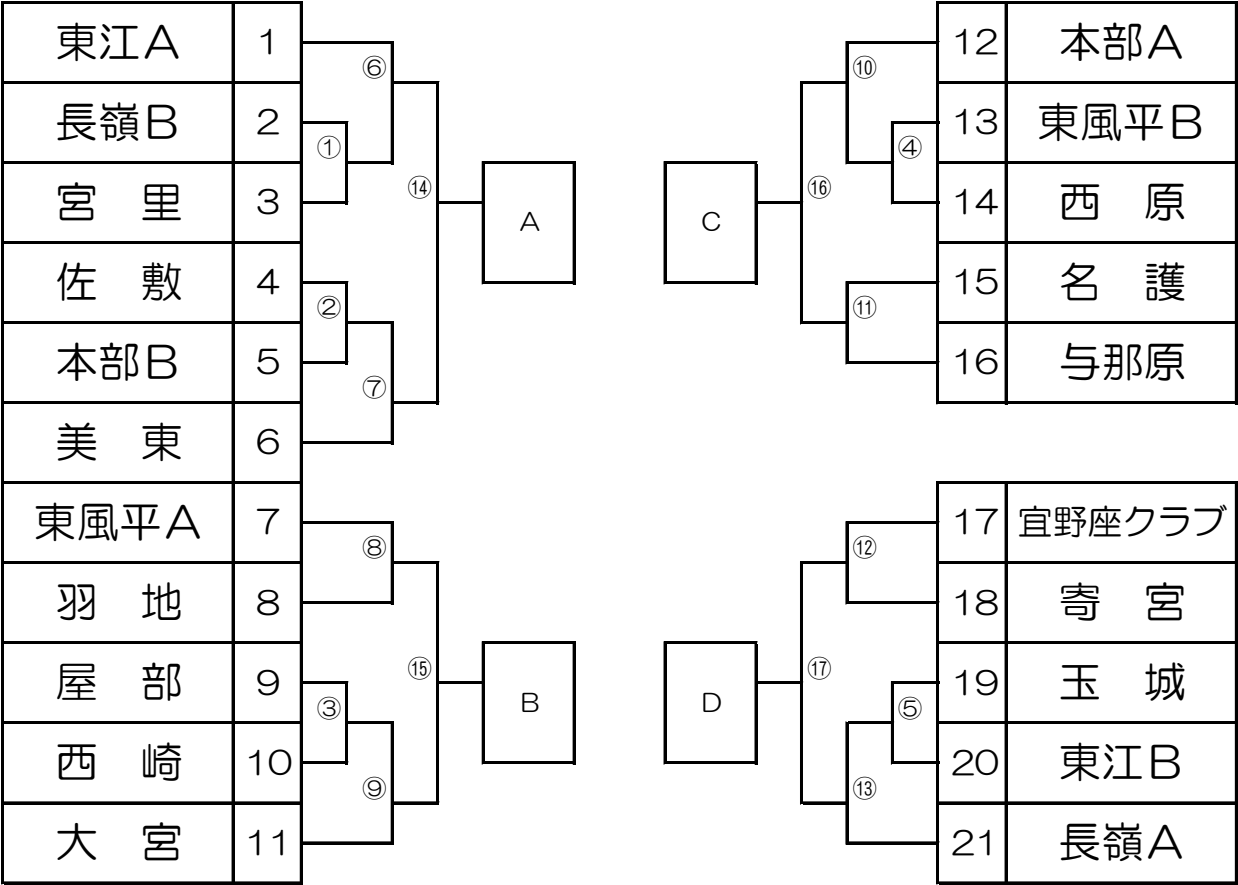 東江A 1
長嶺B 2
宮 里 3
佐 敷 4
本部B 5
美 東 6
東風平A 7
羽 地 8
屋 部 9
西 崎 10
大 宮 11
⑥
①
⑭
②
⑦
⑧
⑮
③
⑨
A
B
C
D
⑩
④
⑯
⑪
⑫
⑰
⑤
⑬
12 本部A
13 東風平B
14 西 原
15 名 護
16 与那原
17 宜野座クラブ
18 寄 宮
19 玉 城
20 東江B
21 長嶺A